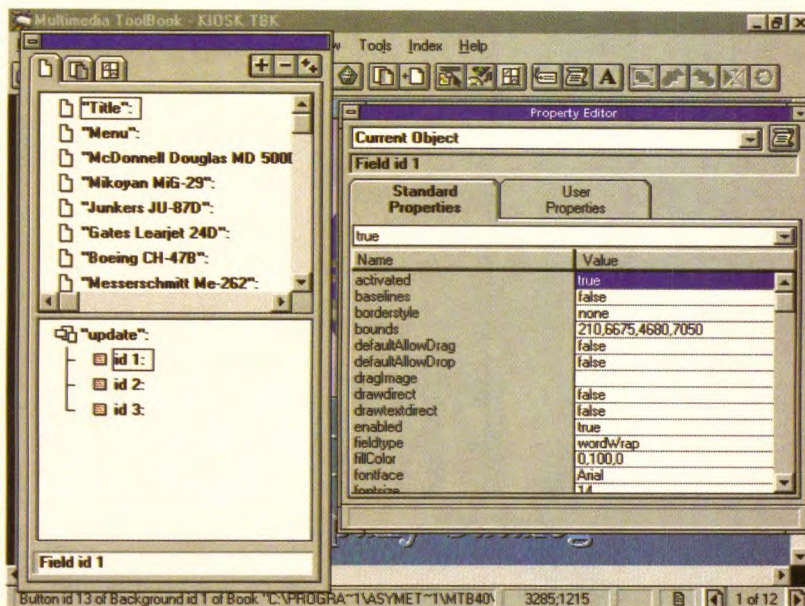 Multimedia ToolBook - KIOSK.TBK
Tools Index Help
"Title":
"Menu":
"McDonnell Douglas MD 500D
"Mikoyan MiG-29":
"Junkers JU-87D":
"Gates Learjet 24D":
"Boeing CH-47B":
"Messerschmitt Me-262":
"update":
id 1:
id 2:
id 3:
Field id 1
Property Editor
Current Object
Field id 1
Standard Properties
User Properties
true
Name Value
activated true
baselines false
borderstyle none
bounds 210,6675,4680,7050
defaultAllowDrag false
defaultAllowDrop false
dragImage
drawdirect false
drawtextdirect false
enabled true
fieldtype wordWrap
fillColor 0,100,0
fontface Arial
fontsize 14
Button id 13 of Background id 1 of Book "C:\PROGRA~1\ASYMET~1\MTB40\ 3285;1215 1 of 12